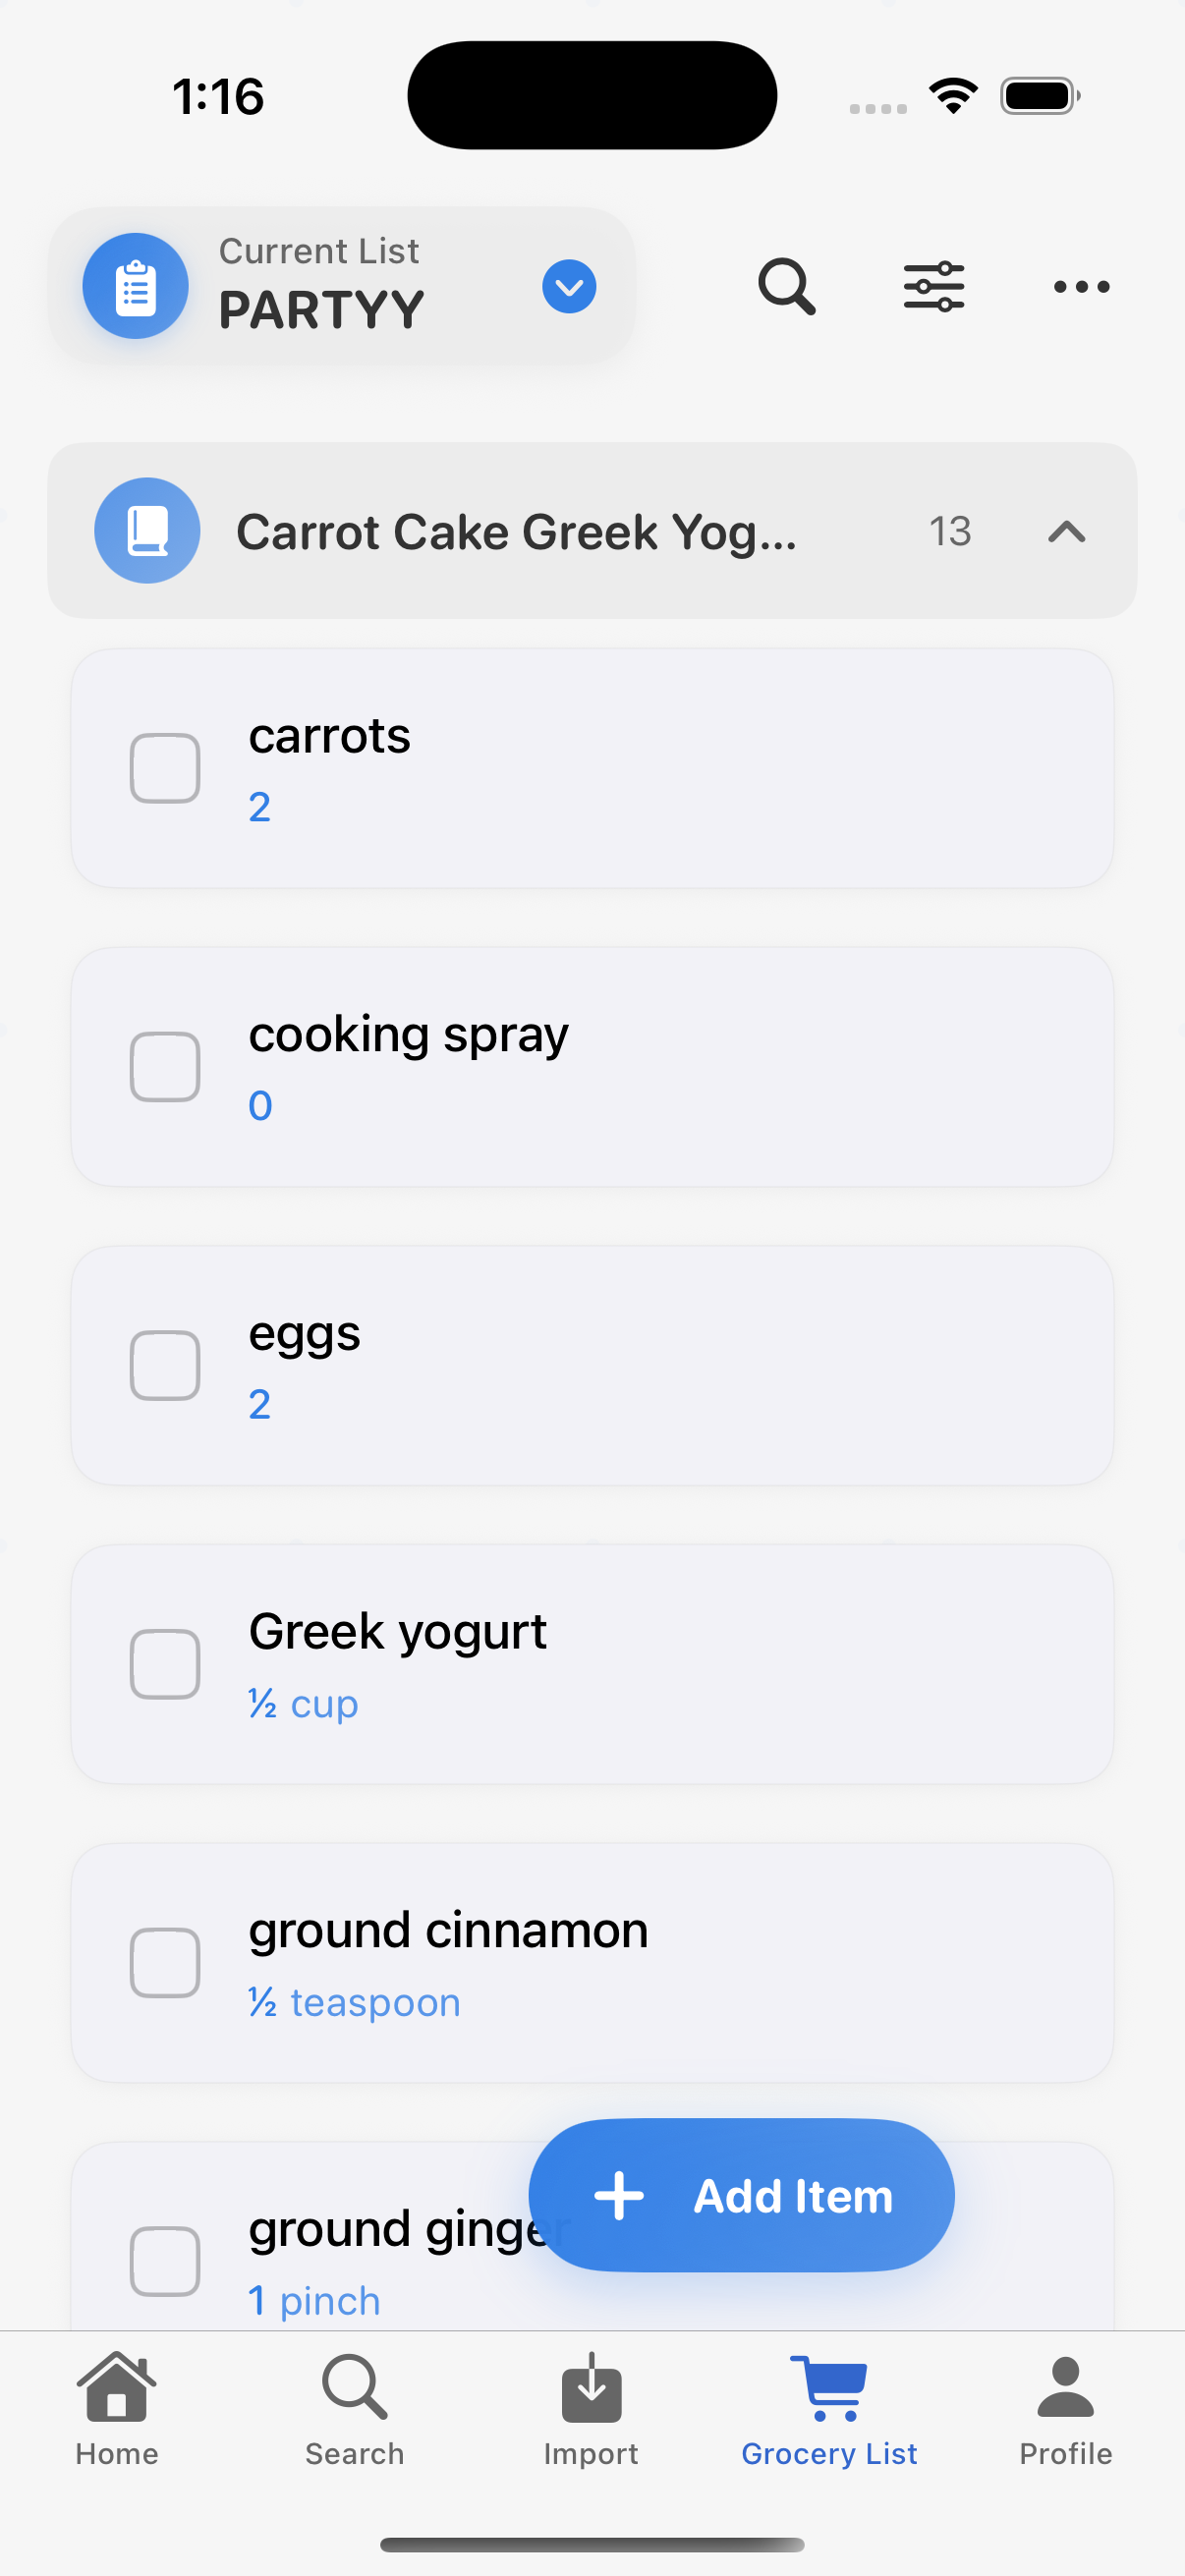 1:16
Current List
PARTYY
Carrot Cake Greek Yog...
13
carrots
2
cooking spray
0
eggs
2
Greek yogurt
½ cup
ground cinnamon
½ teaspoon
ground ginger
1 pinch
Add Item
Home
Search
Import
Grocery List
Profile